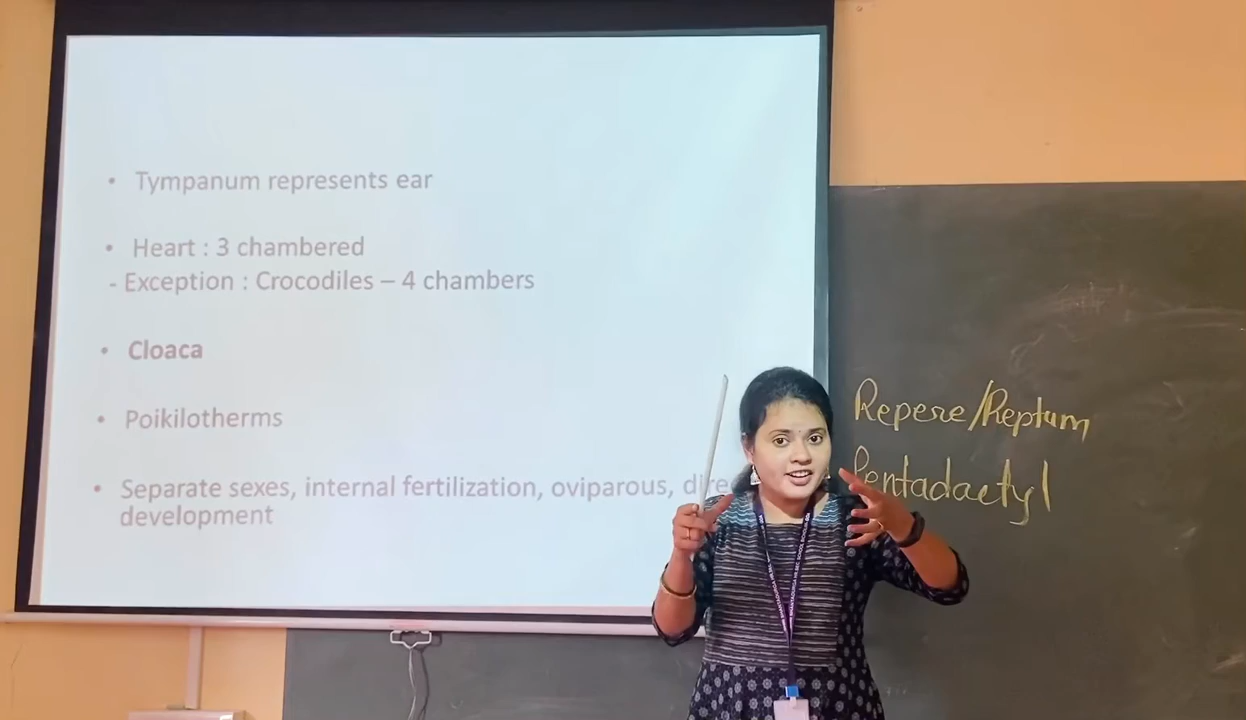 • Tympanum represents ear
• Heart : 3 chambered
- Exception : Crocodiles – 4 chambers
• Cloaca
• Poikilotherms
• Separate sexes, internal fertilization, oviparous,
development
Repere/Reptum
Pentadactyl